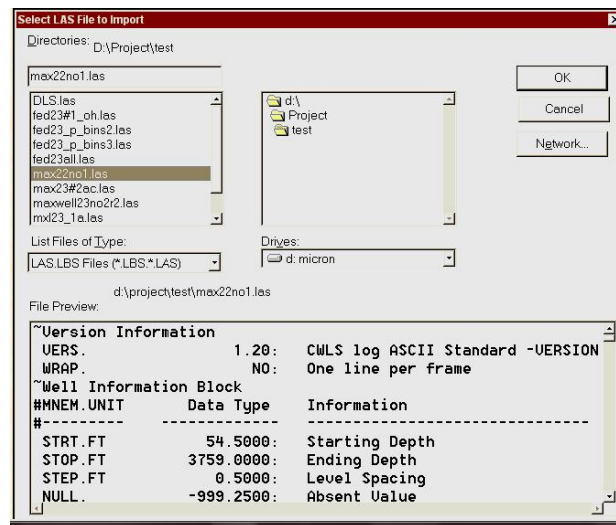 Select LAS File to Import
Directories: D:\Project\test
max22no1.las
OK
DLS.las
fed23#1_oh.las
fed23_p_bins2.las
fed23_p_bins3.las
fed23all.las
max22no1.las
max23#2ac.las
maxwell23no2r2.las
mxl23_1a.las
d:\
Project
test
Cancel
Network...
List Files of Type:
Drives:
LAS.LBS Files (*.LBS.*.LAS)
d: micron
d:\project\test\max22no1.las
File Preview:
~Version Information
VERS. 1.20: CWLS log ASCII Standard -VERSION
WRAP. NO: One line per frame
~Well Information Block
#MNEM.UNIT Data Type Information
#--------- ------------- -------------------------------
STRT.FT 54.5000: Starting Depth
STOP.FT 3759.0000: Ending Depth
STEP.FT 0.5000: Level Spacing
NULL. -999.2500: Absent Value